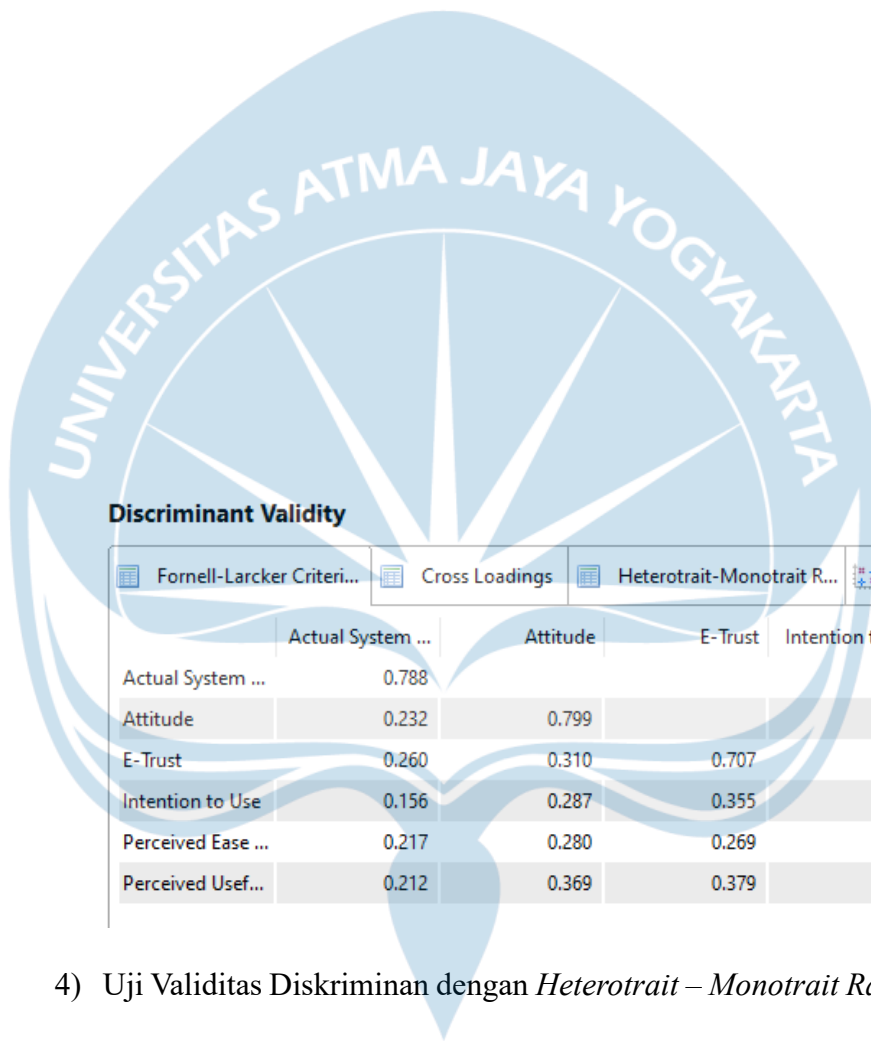 UNIVERSITAS ATMA JAYA YOGYAKARTA
Discriminant Validity
Fornell-Larcker Criteri... Cross Loadings Heterotrait-Monotrait R...
Actual System ... Attitude E-Trust Intention t
Actual System ... 0.788
Attitude 0.232 0.799
E-Trust 0.260 0.310 0.707
Intention to Use 0.156 0.287 0.355
Perceived Ease ... 0.217 0.280 0.269
Perceived Usef... 0.212 0.369 0.379
4) Uji Validitas Diskriminan dengan Heterotrait – Monotrait Ra